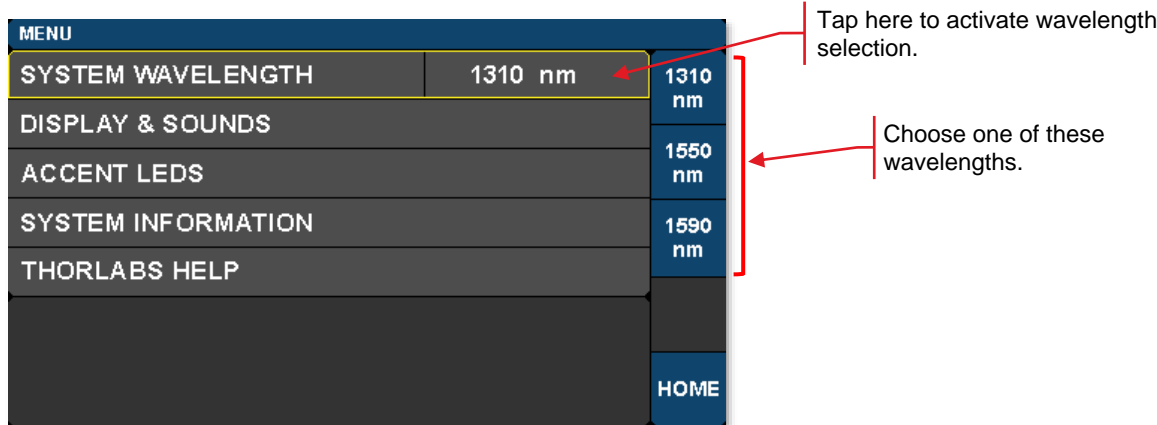 MENU
SYSTEM WAVELENGTH 1310 nm
DISPLAY & SOUNDS
ACCENT LEDS
SYSTEM INFORMATION
THORLABS HELP
1310
nm
1550
nm
1590
nm
HOME
Tap here to activate wavelength
selection.
Choose one of these
wavelengths.